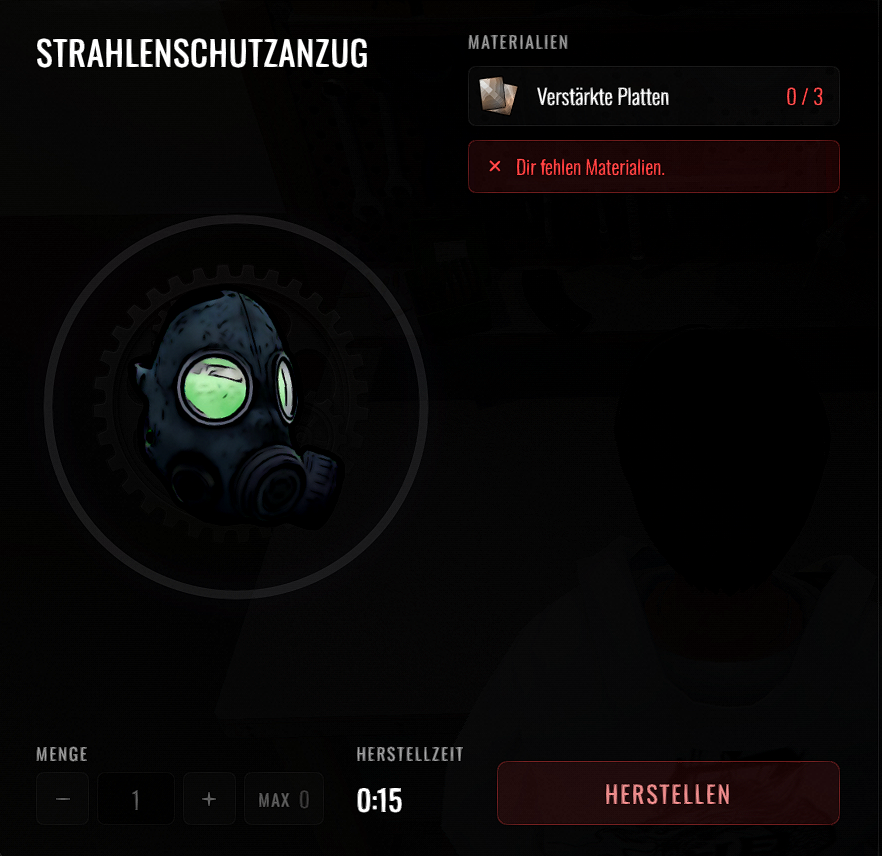 STRAHLENSCHUTZANZUG
MATERIALIEN
Verstärkte Platten 0 / 3
× Dir fehlen Materialien.
MENGE
− 1 + MAX 0
HERSTELLZEIT
0:15
HERSTELLEN